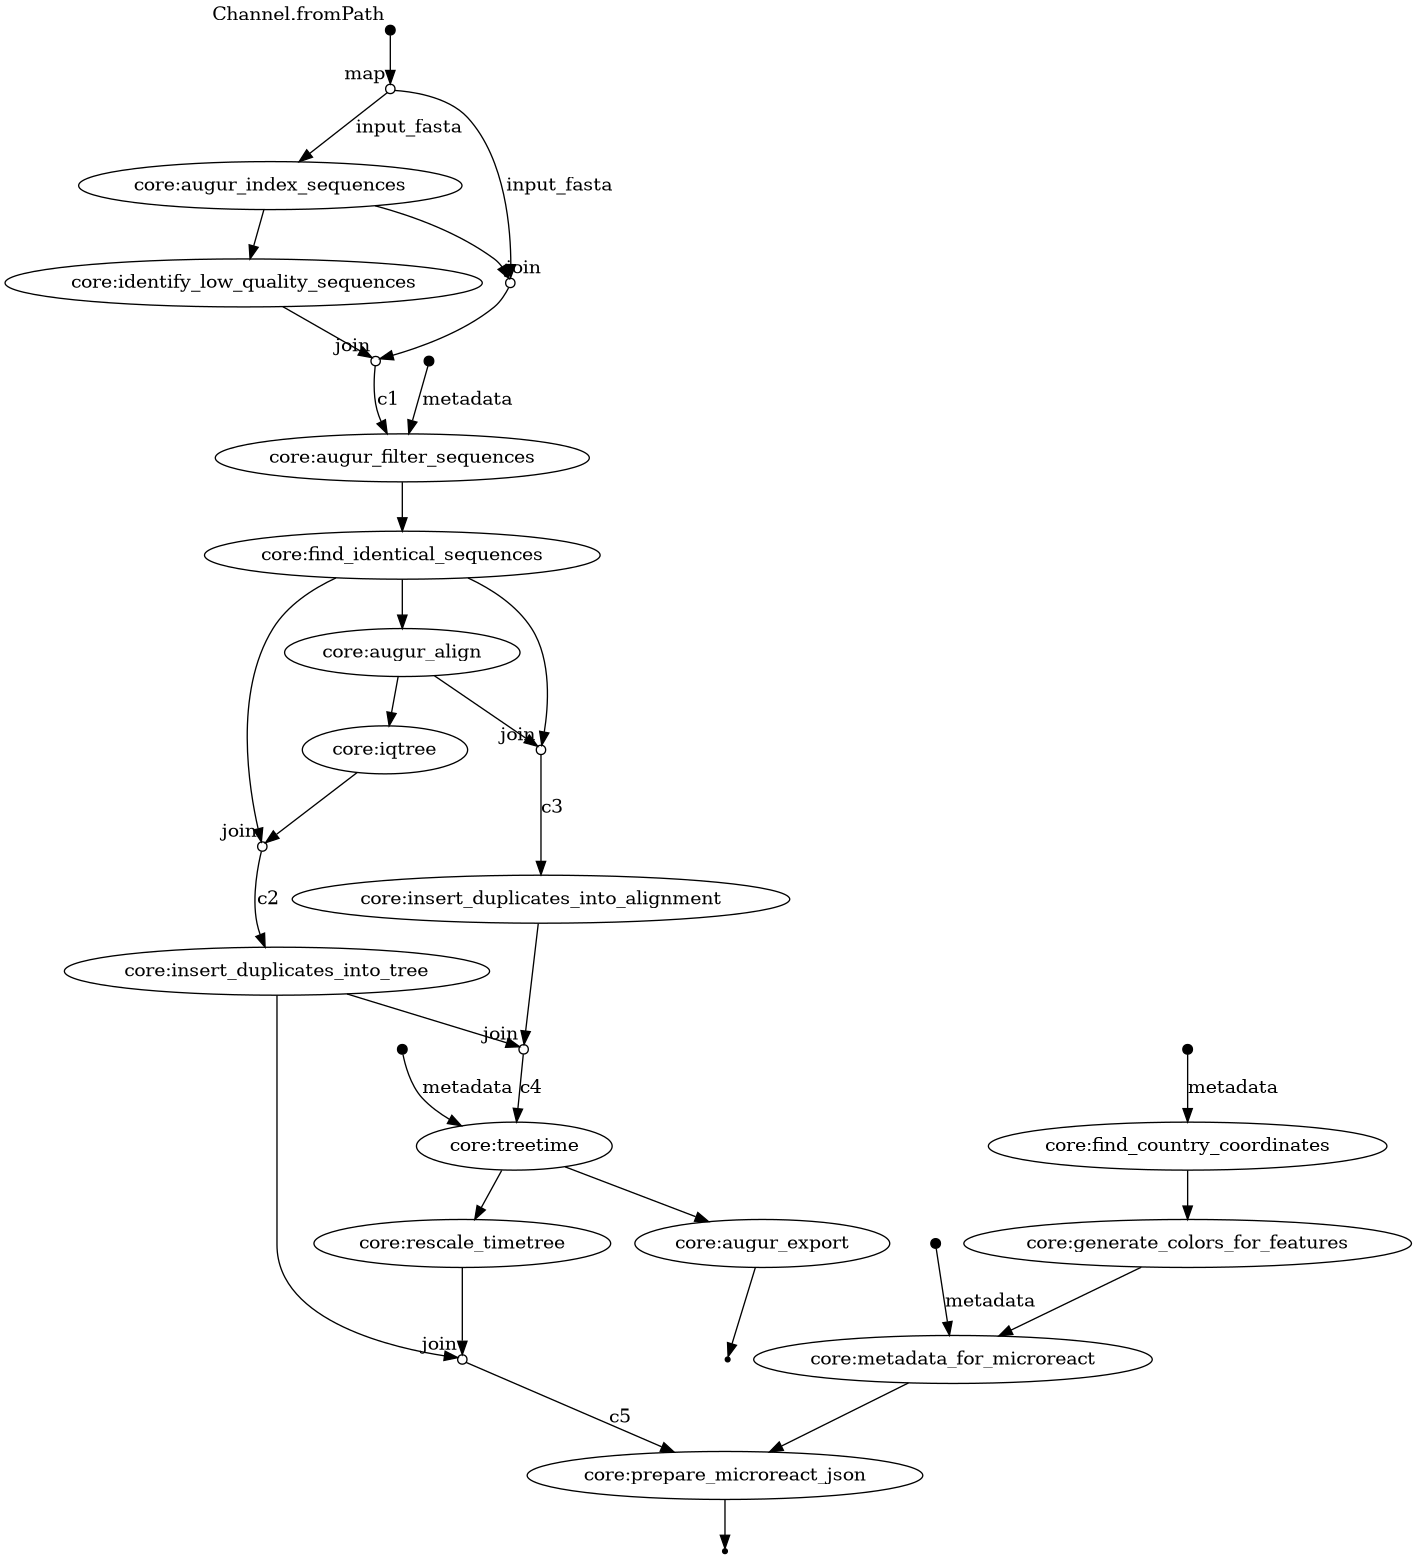 Channel.fromPath
map
input_fasta
core:augur_index_sequences
input_fasta
join
core:identify_low_quality_sequences
join
c1
metadata
core:augur_filter_sequences
core:find_identical_sequences
core:augur_align
join
core:iqtree
c3
join
c2
core:insert_duplicates_into_alignment
core:insert_duplicates_into_tree
join
metadata
c4
metadata
core:treetime
core:find_country_coordinates
core:rescale_timetree
core:augur_export
core:generate_colors_for_features
metadata
join
core:metadata_for_microreact
c5
core:prepare_microreact_json